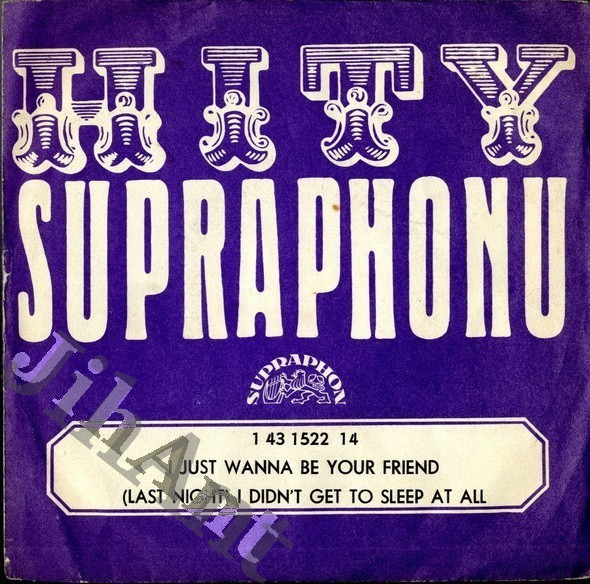 HITY
SUPRAPHONU
SUPRAPHON
1 43 1522 14
I JUST WANNA BE YOUR FRIEND
(LAST NIGHT) I DIDN'T GET TO SLEEP AT ALL
JihAnt